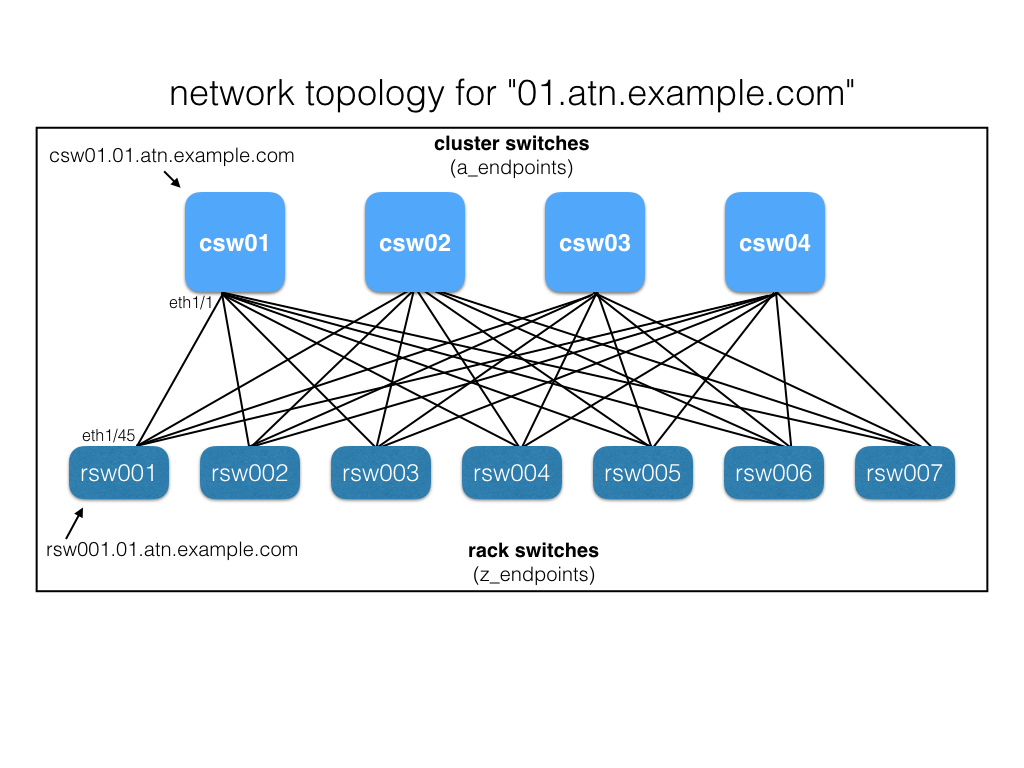 network topology for "01.atn.example.com"
cluster switches
(a_endpoints)
csw01.01.atn.example.com
csw01
csw02
csw03
csw04
eth1/1
eth1/45
rsw001
rsw002
rsw003
rsw004
rsw005
rsw006
rsw007
rsw001.01.atn.example.com
rack switches
(z_endpoints)